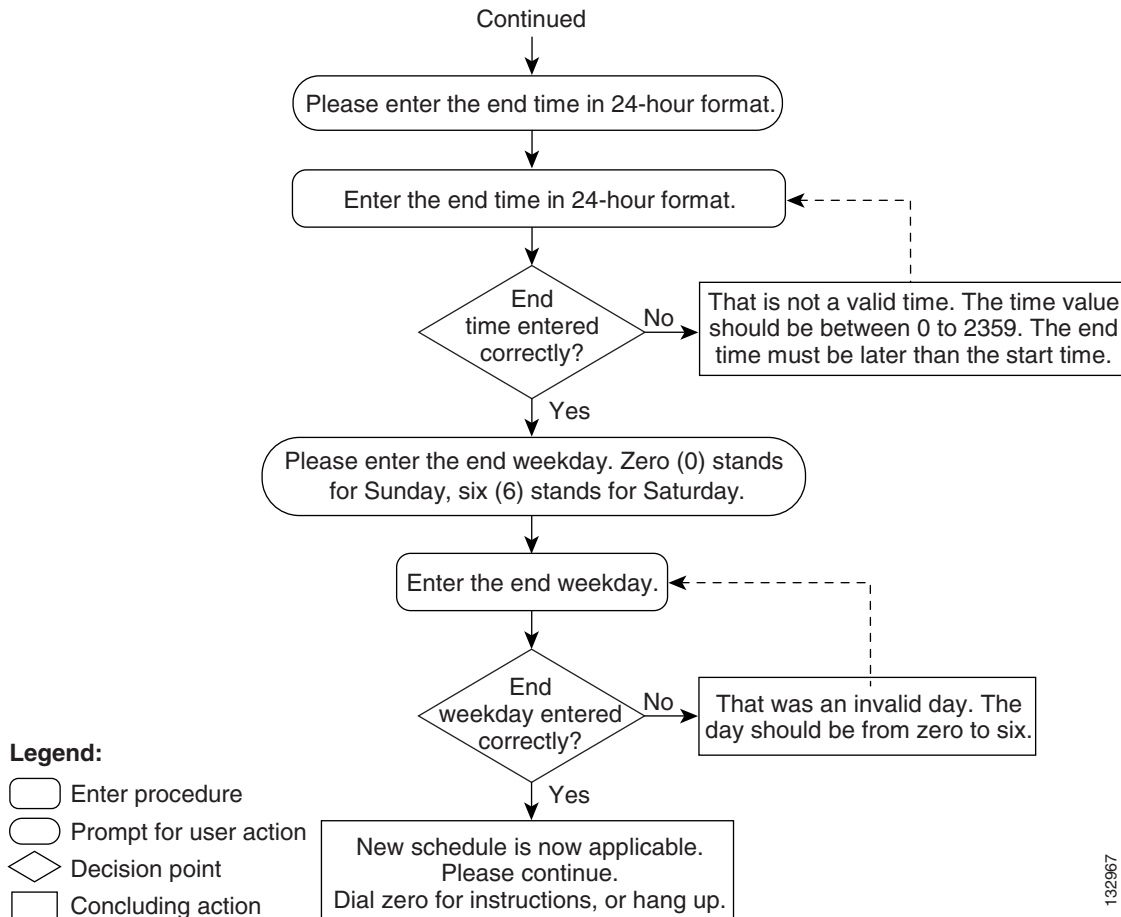 Continued
Please enter the end time in 24-hour format.
Enter the end time in 24-hour format.
End
time entered
correctly?
No
That is not a valid time. The time value
should be between 0 to 2359. The end
time must be later than the start time.
Yes
Please enter the end weekday. Zero (0) stands
for Sunday, six (6) stands for Saturday.
Enter the end weekday.
End
weekday entered
correctly?
No
That was an invalid day. The
day should be from zero to six.
Yes
New schedule is now applicable.
Please continue.
Dial zero for instructions, or hang up.
Legend:
Enter procedure
Prompt for user action
Decision point
Concluding action
132967